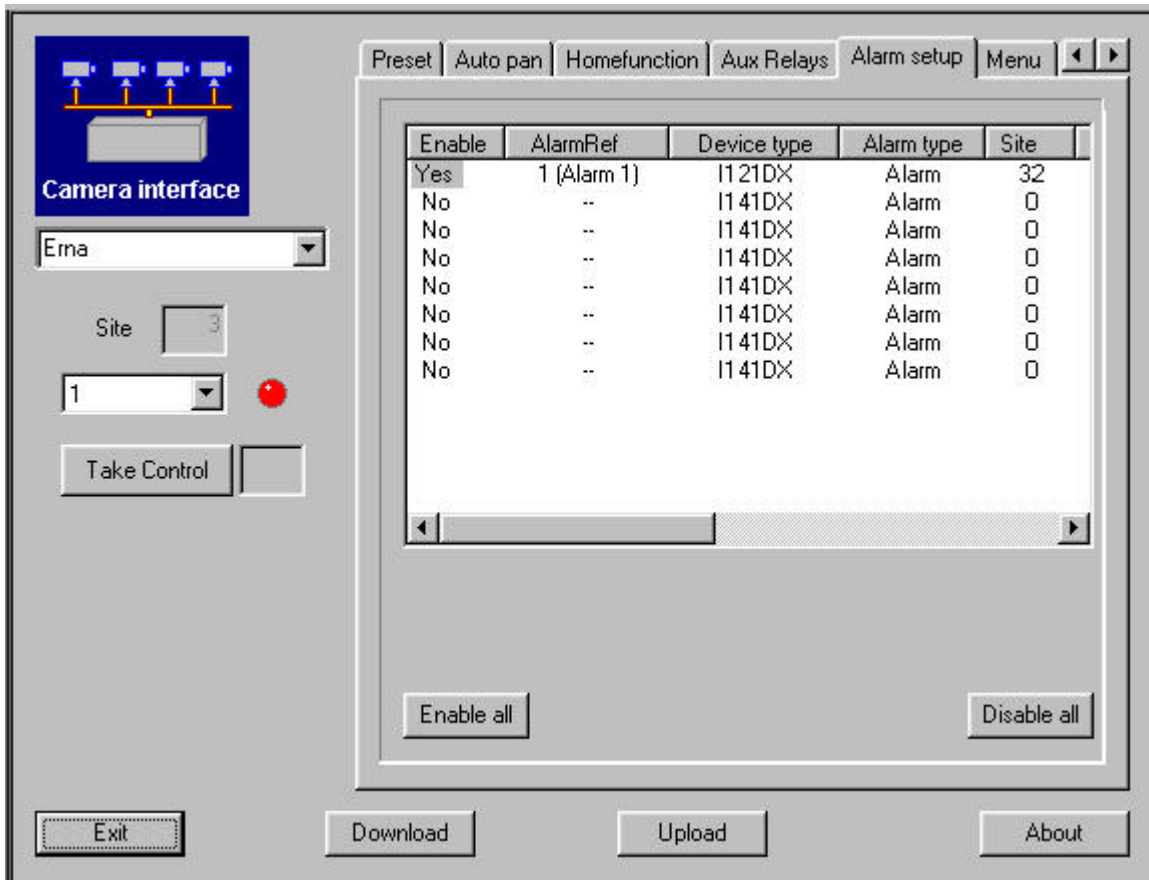 Camera interface
Erna
Site 3
1
Take Control
Preset Auto pan Homefunction Aux Relays Alarm setup Menu
Enable AlarmRef Device type Alarm type Site
Yes 1 (Alarm 1) I121DX Alarm 32
No -- I141DX Alarm 0
No -- I141DX Alarm 0
No -- I141DX Alarm 0
No -- I141DX Alarm 0
No -- I141DX Alarm 0
No -- I141DX Alarm 0
No -- I141DX Alarm 0
Enable all Disable all
Exit Download Upload About